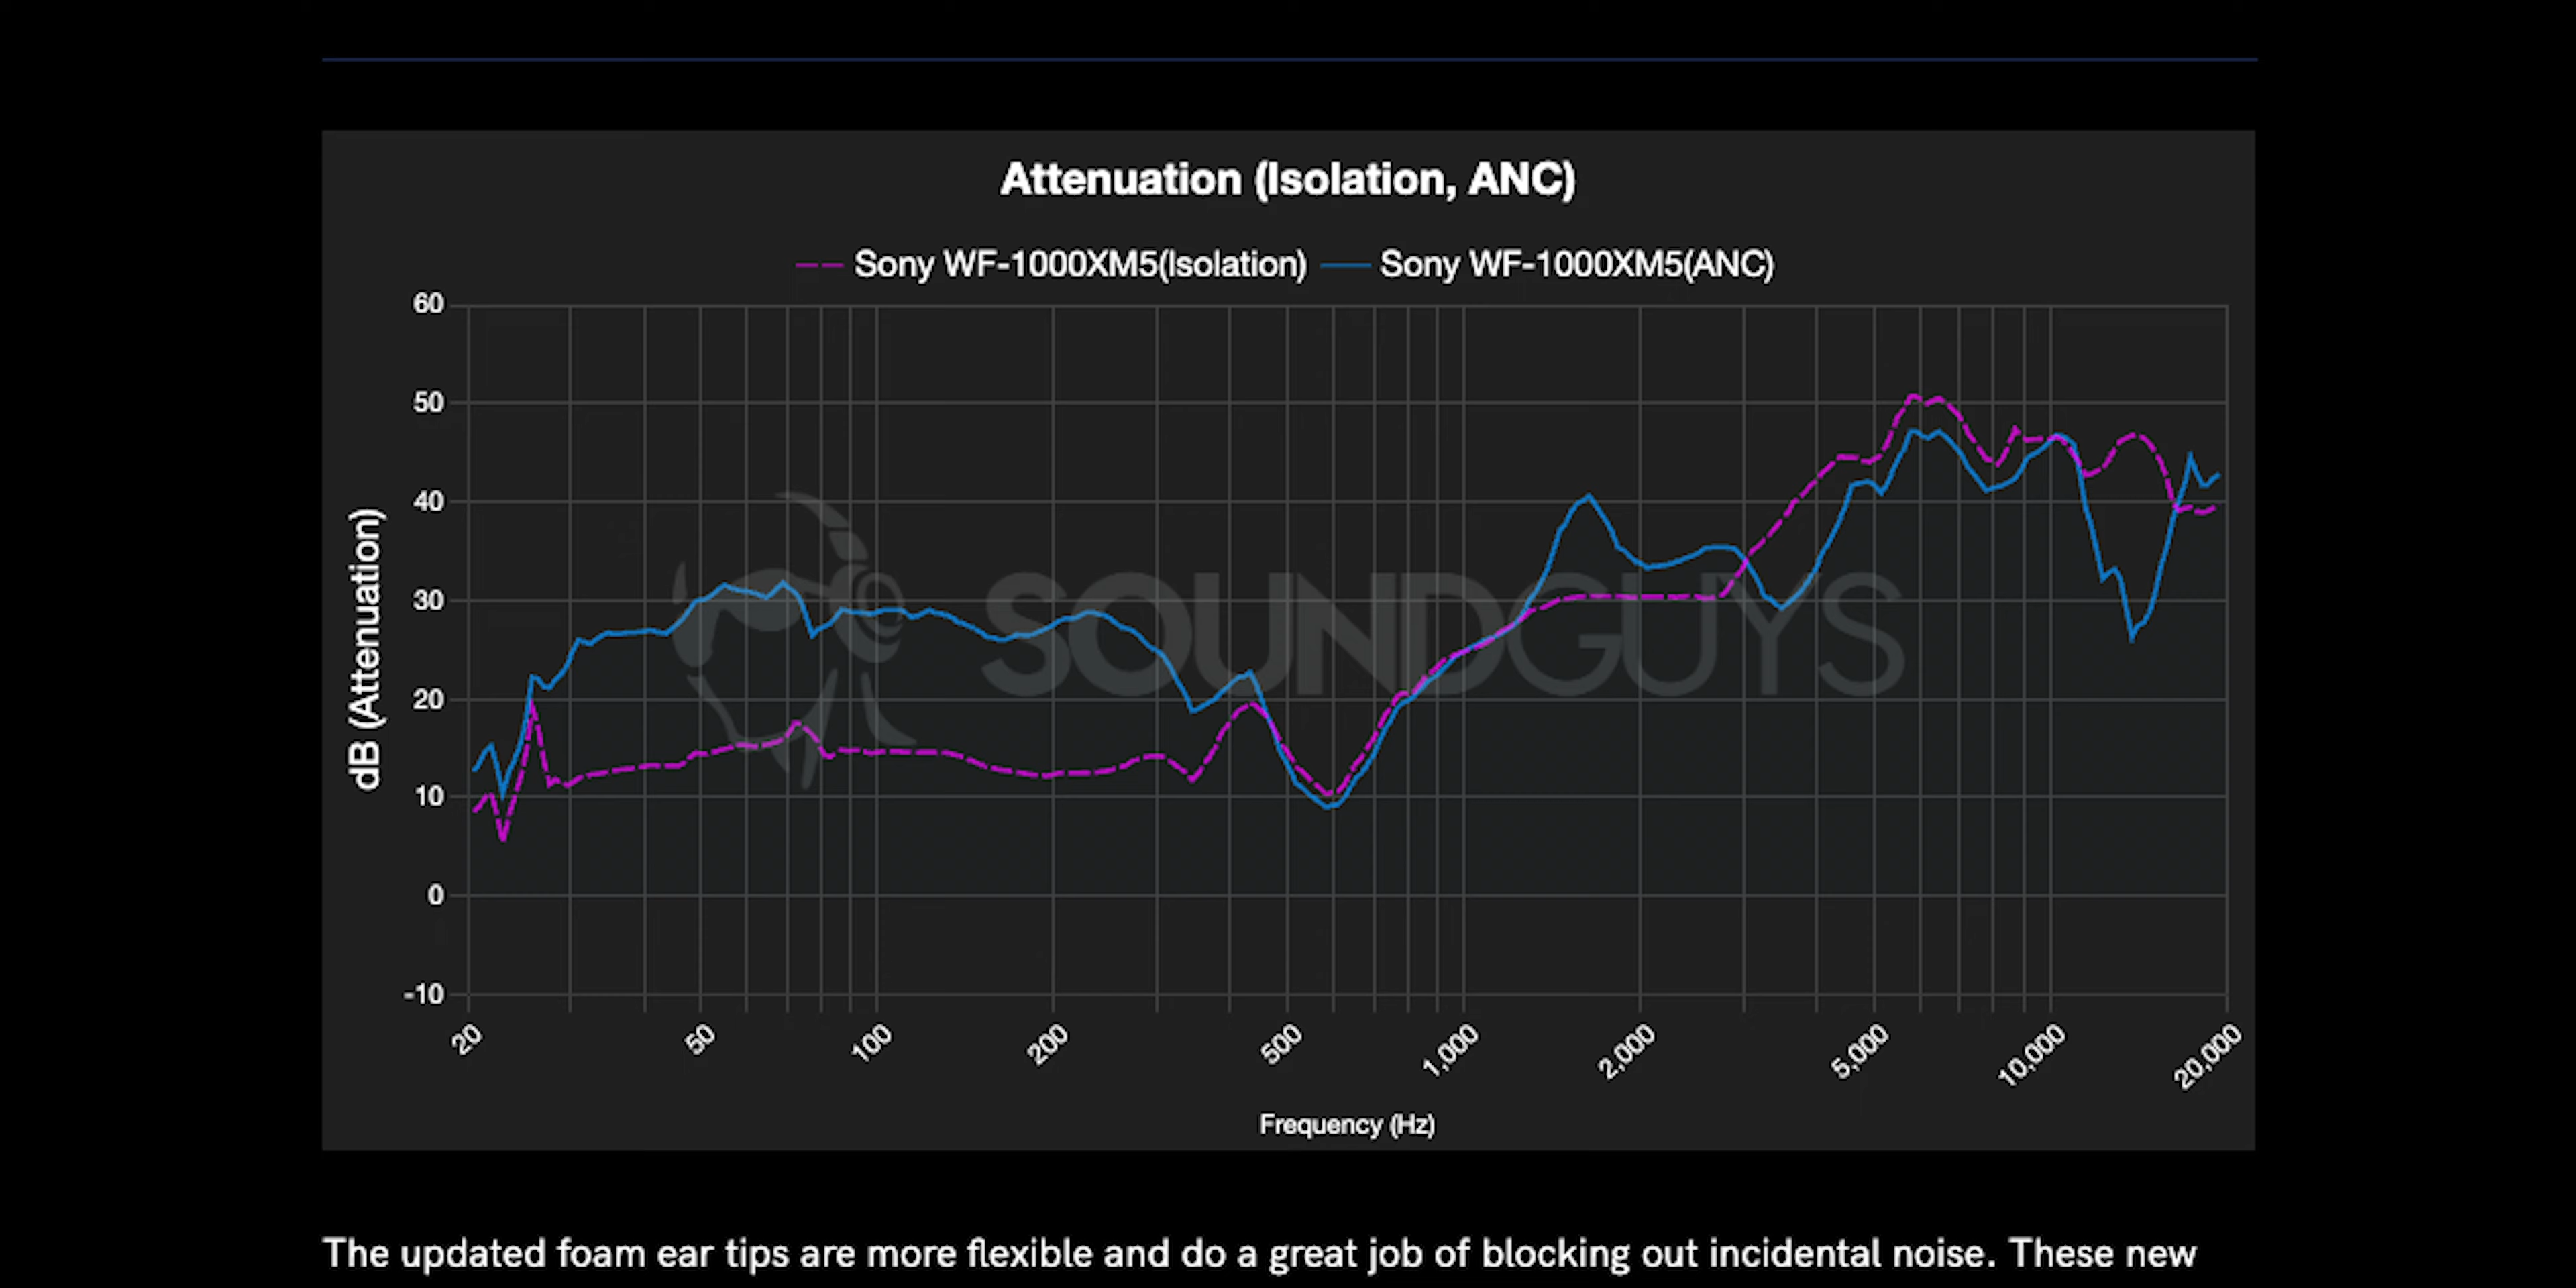 Attenuation (Isolation, ANC)
Sony WF-1000XM5(Isolation) Sony WF-1000XM5(ANC)
60
50
40
30
20
10
0
-10
dB (Attenuation)
SOUNDGUYS
20 50 100 200 500 1,000 2,000 5,000 10,000 20,000
Frequency (Hz)
The updated foam ear tips are more flexible and do a great job of blocking out incidental noise. These new